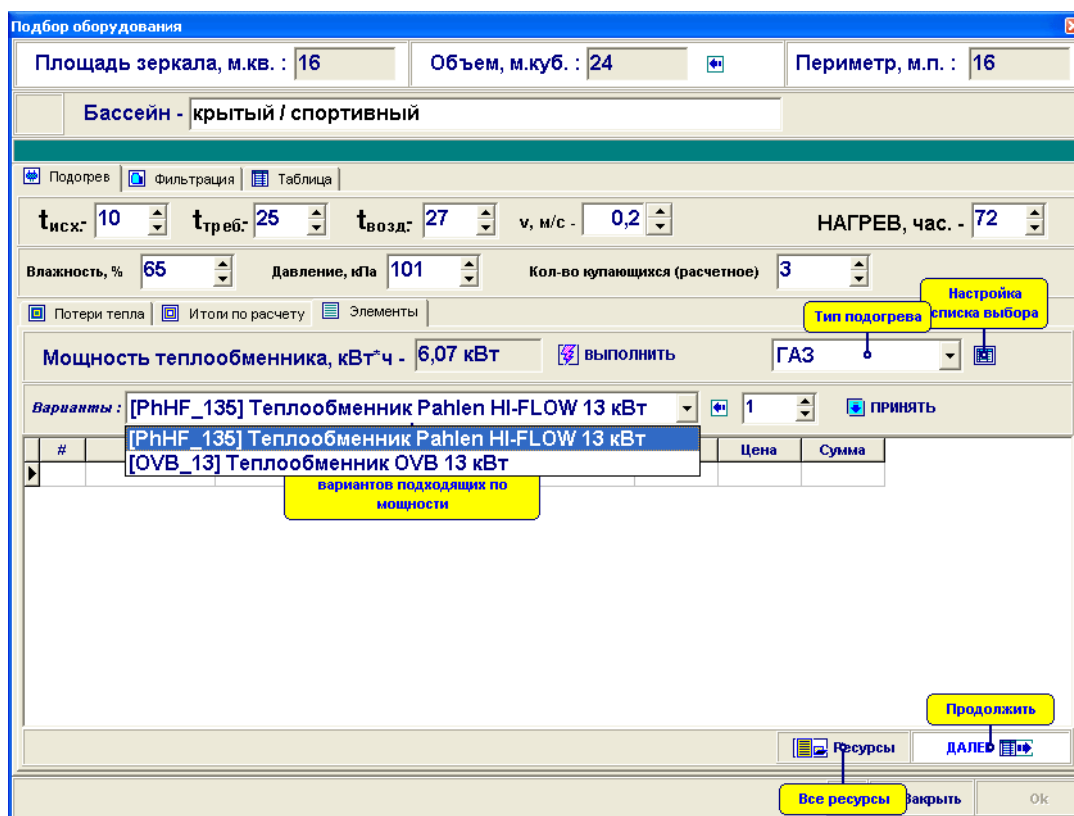 Подбор оборудования
Площадь зеркала, м.кв. : 16 Объем, м.куб. : 24 Периметр, м.п. : 16
Бассейн - крытый / спортивный
Подогрев Фильтрация Таблица
tисх.- 10 tтреб.- 25 tвозд.- 27 v, м/с - 0,2 НАГРЕВ, час. - 72
Влажность, % 65 Давление, кПа 101 Кол-во купающихся (расчетное) 3
Настройка
списка выбора
Потери тепла Итоги по расчету Элементы
Тип подогрева
Мощность теплообменника, кВт*ч - 6,07 кВт ВЫПОЛНИТЬ ГАЗ
Варианты : [PhHF_135] Теплообменник Pahlen HI-FLOW 13 кВт 1 ПРИНЯТЬ
[PhHF_135] Теплообменник Pahlen HI-FLOW 13 кВт
[OVB_13] Теплообменник OVB 13 кВт
# Цена Сумма
вариантов подходящих по
мощности
Продолжить
Ресурсы ДАЛЕЕ
Все ресурсы Закрыть Ok